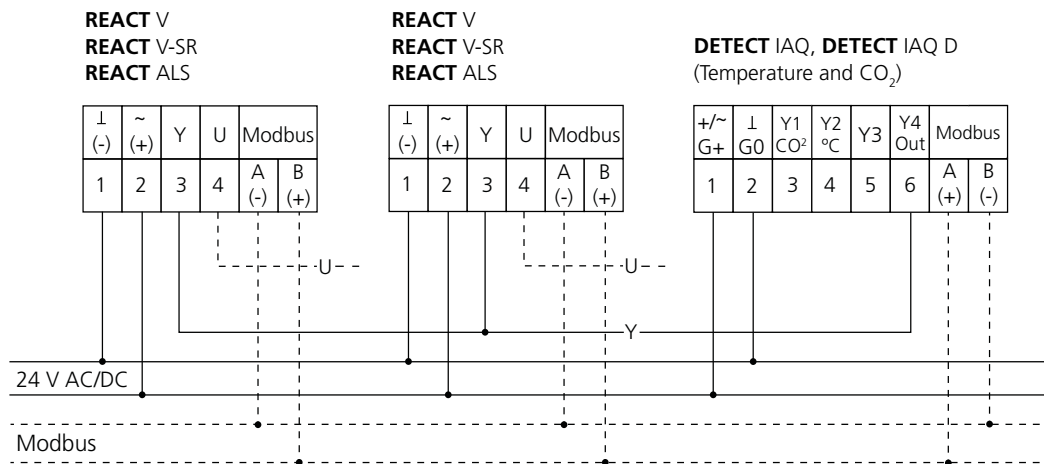 REACT V
REACT V-SR
REACT ALS
⊥ (-) ~ (+) Y U Modbus
1 2 3 4 A (-) B (+)
REACT V
REACT V-SR
REACT ALS
⊥ (-) ~ (+) Y U Modbus
1 2 3 4 A (-) B (+)
DETECT IAQ, DETECT IAQ D
(Temperature and CO₂)
+/~ G+ ⊥ G0 Y1 CO² Y2 ºC Y3 Y4 Out Modbus
1 2 3 4 5 6 A (+) B (-)
U
U
Y
24 V AC/DC
Modbus